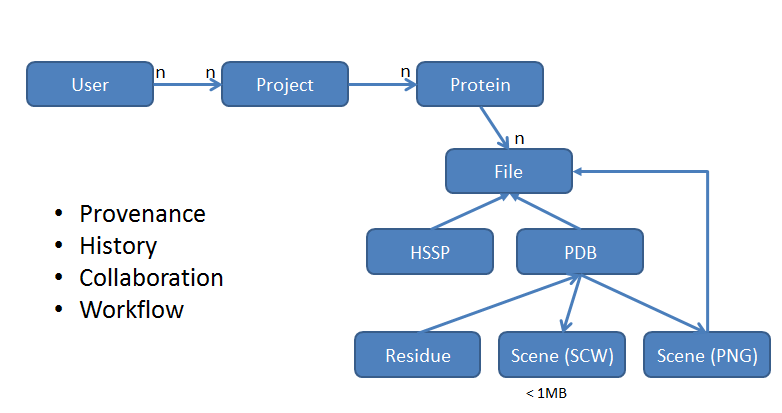 n n n
User Project Protein
n
File
• Provenance
• History
• Collaboration
• Workflow
HSSP PDB
Residue Scene (SCW) Scene (PNG)
< 1MB